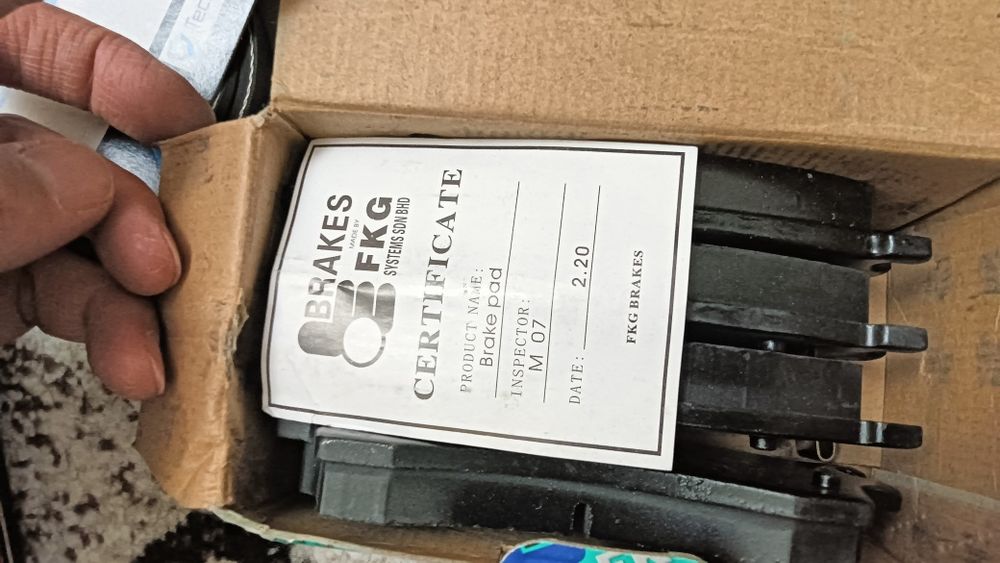 BRAKES
MADE BY
FKG
SYSTEMS SDN BHD
CERTIFICATE
PRODUCT NAME:
Brake pad
INSPECTOR:
M 07
DATE: 2.20
FKG BRAKES
Tec